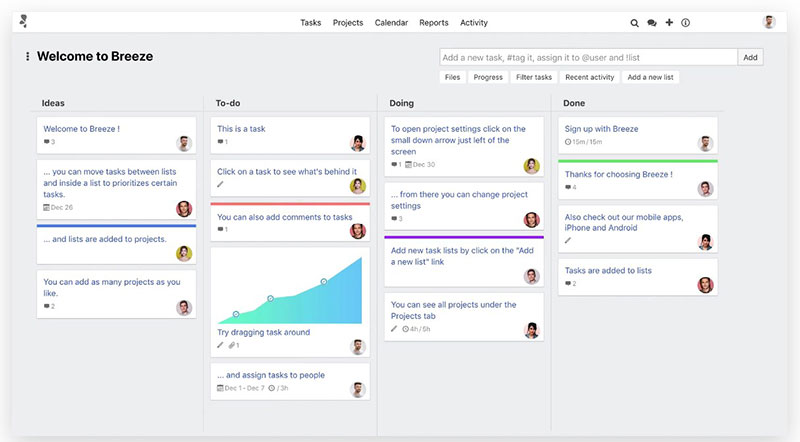 Tasks Projects Calendar Reports Activity
Welcome to Breeze
Add a new task, #tag it, assign it to @user and !list
Add
Files Progress Filter tasks Recent activity Add a new list
Ideas
Welcome to Breeze !
3
... you can move tasks between lists
and inside a list to prioritizes certain
tasks.
Dec 26
... and lists are added to projects.
You can add as many projects as you
like.
2
To-do
This is a task
1
Click on a task to see what's behind it
You can also add comments to tasks
1
Try dragging task around
1
... and assign tasks to people
Dec 1 – Dec 7 / 3h
Doing
To open project settings click on the
small down arrow just left of the
screen
1 Dec 30
... from there you can change project
settings
3
Add new task lists by click on the "Add
a new list" link
You can see all projects under the
Projects tab
4h / 5h
Done
Sign up with Breeze
15m / 15m
Thanks for choosing Breeze !
4
Also check out our mobile apps,
iPhone and Android
Tasks are added to lists
2